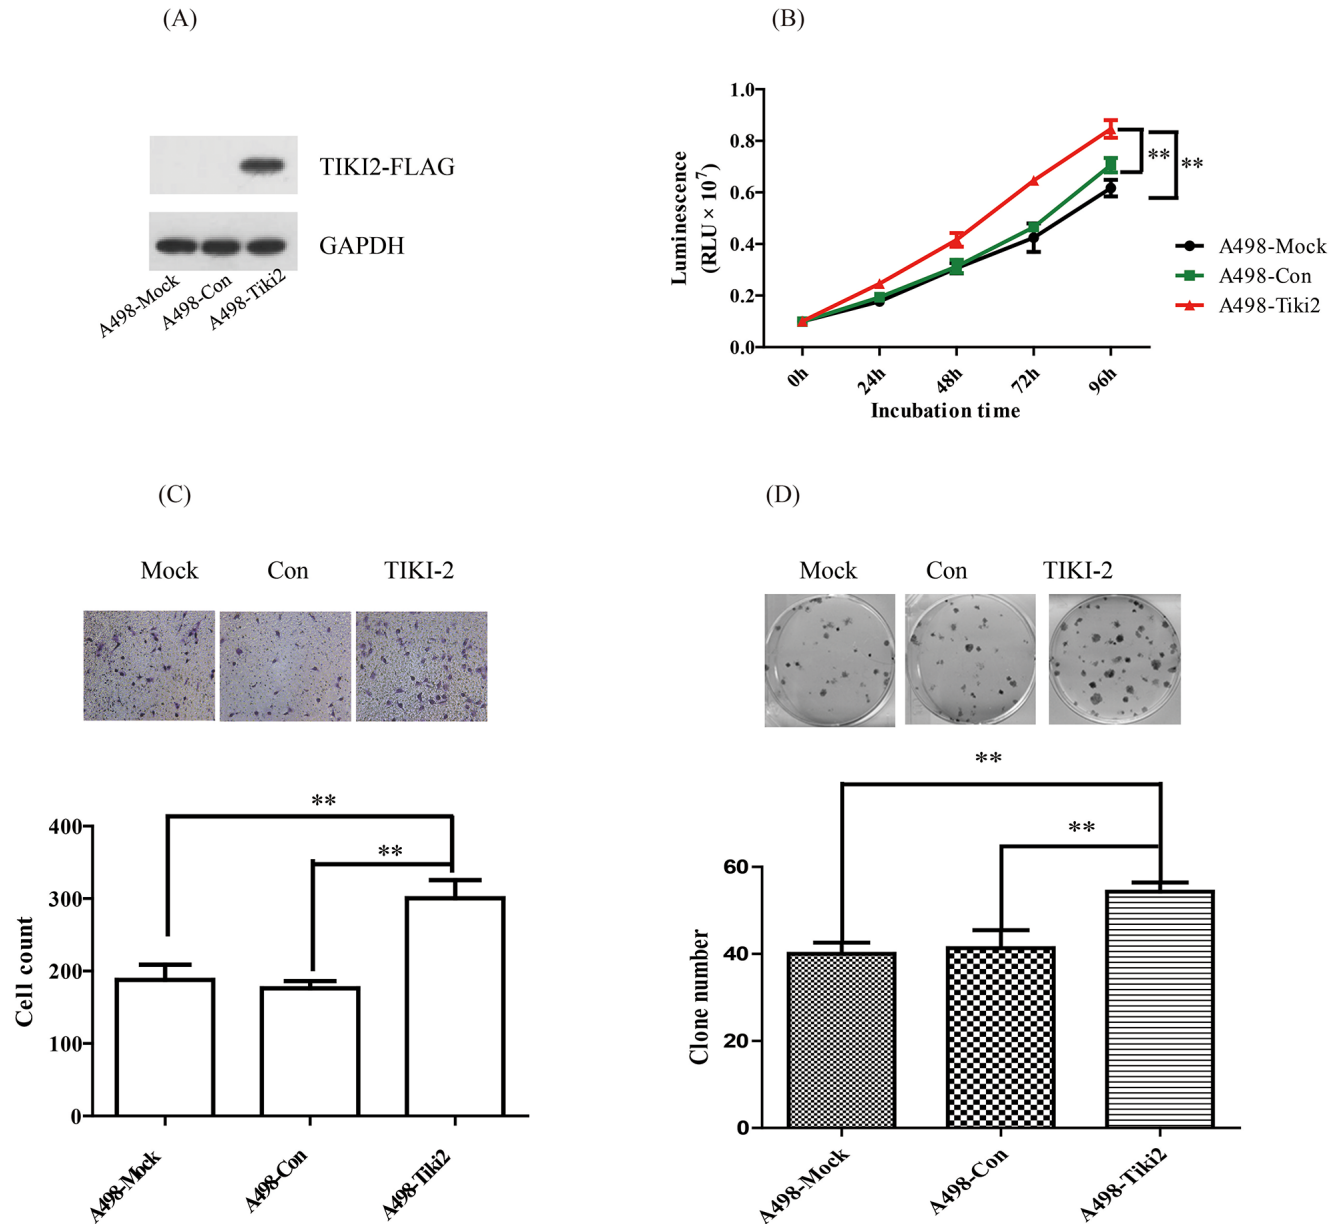 (A)
TIKI2-FLAG
GAPDH
A498-Mock
A498-Con
A498-Tiki2
(B)
Luminescence
(RLU × 10⁷)
1.0
0.8
0.6
0.4
0.2
0.0
0h
24h
48h
72h
96h
Incubation time
**
**
A498-Mock
A498-Con
A498-Tiki2
(C)
Mock
Con
TIKI-2
**
**
Cell count
400
300
200
100
0
A498-Mock
A498-Con
A498-Tiki2
(D)
Mock
Con
TIKI-2
**
**
Clone number
60
40
20
0
A498-Mock
A498-Con
A498-Tiki2